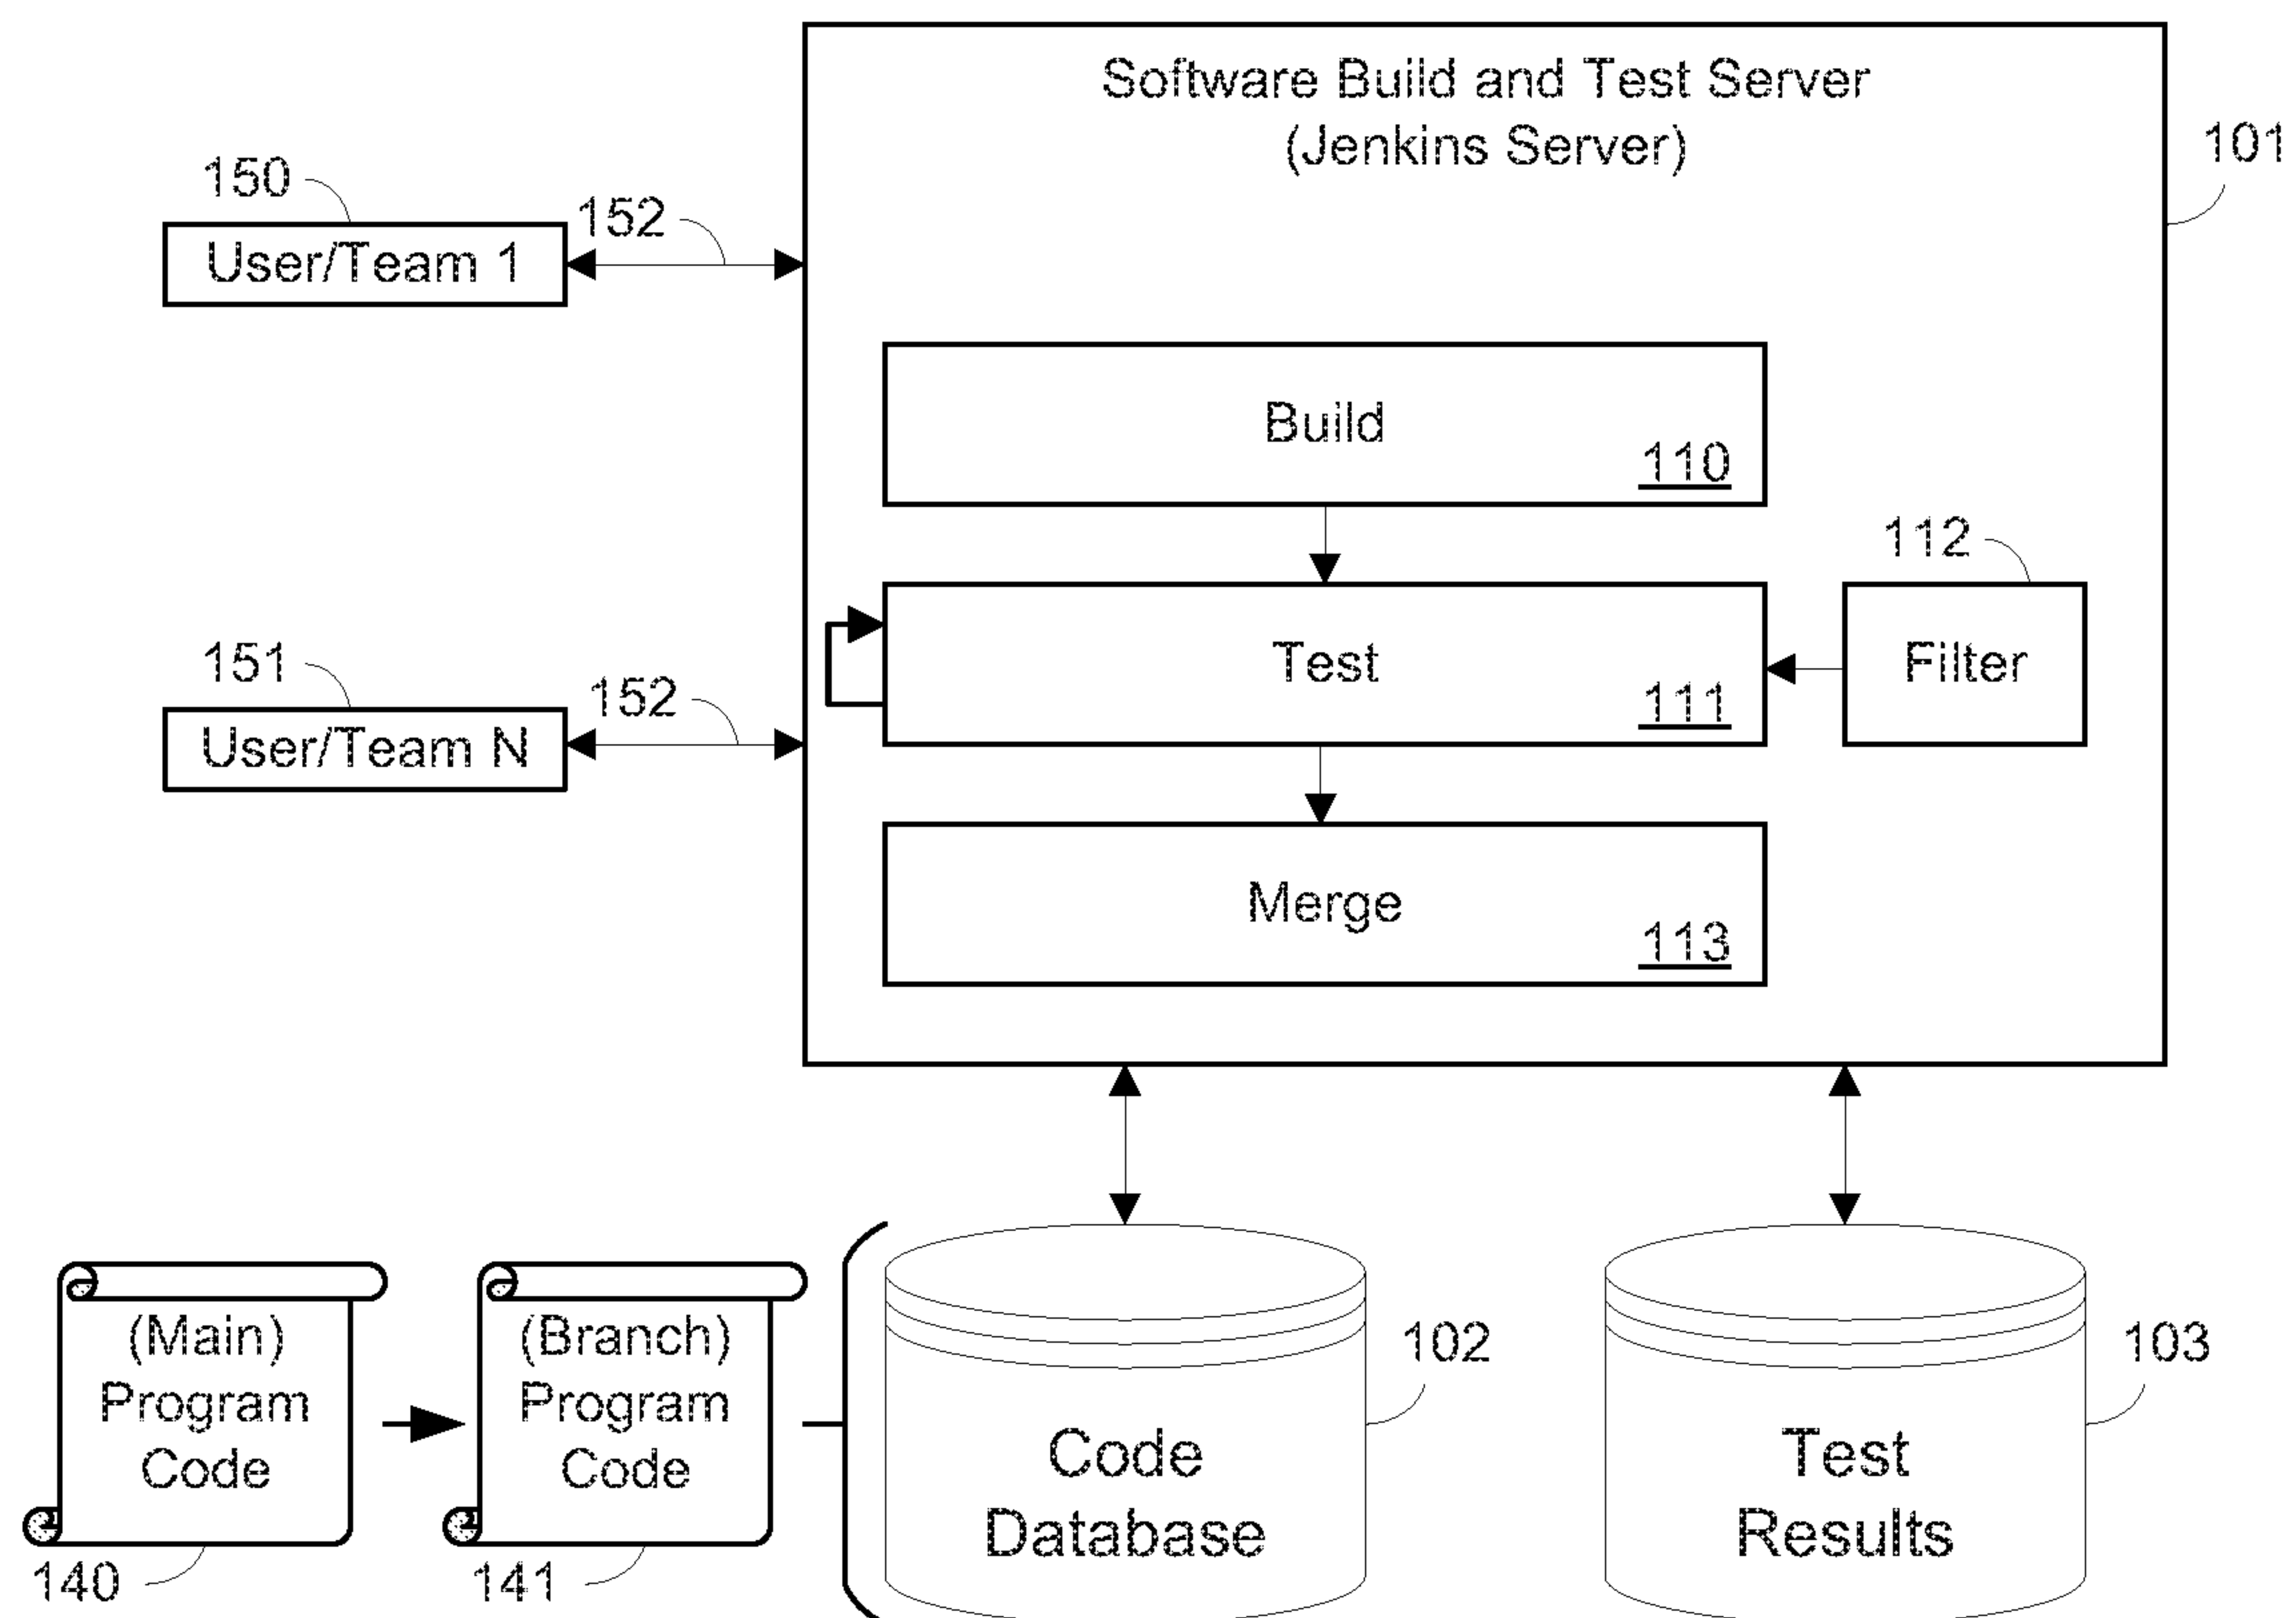 Software Build and Test Server
(Jenkins Server)
101
150
152
User/Team 1
Build
110
112
Test
111
Filter
151
152
User/Team N
Merge
113
(Main)
Program
Code
140
(Branch)
Program
Code
141
102
Code
Database
103
Test
Results